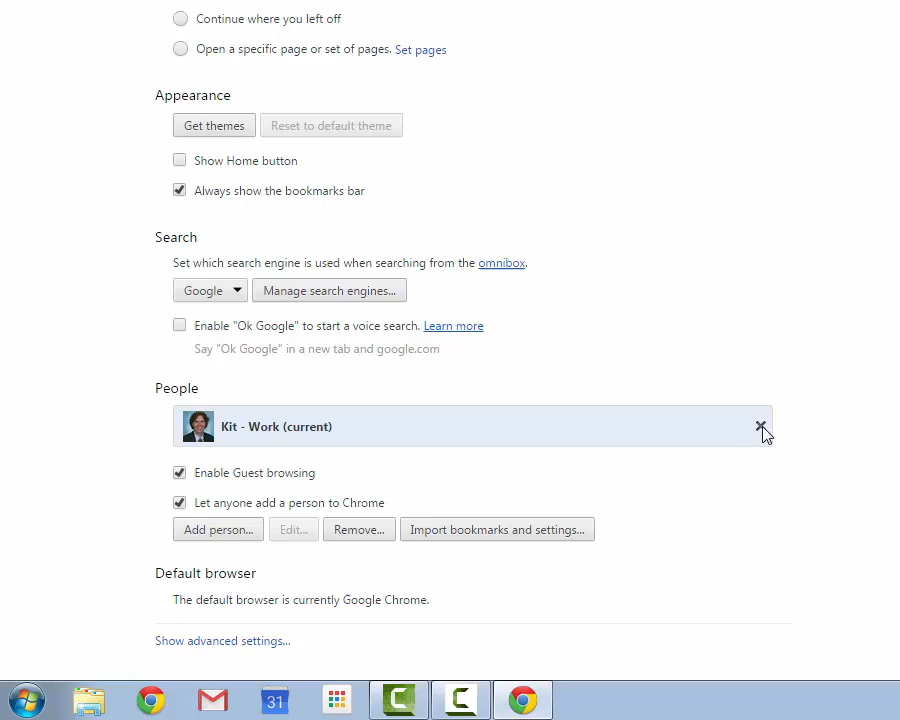 Continue where you left off
Open a specific page or set of pages. Set pages
Appearance
Get themes Reset to default theme
Show Home button
Always show the bookmarks bar
Search
Set which search engine is used when searching from the omnibox.
Google Manage search engines...
Enable "Ok Google" to start a voice search. Learn more
Say "Ok Google" in a new tab and google.com
People
Kit - Work (current)
Enable Guest browsing
Let anyone add a person to Chrome
Add person... Edit... Remove... Import bookmarks and settings...
Default browser
The default browser is currently Google Chrome.
Show advanced settings...
31